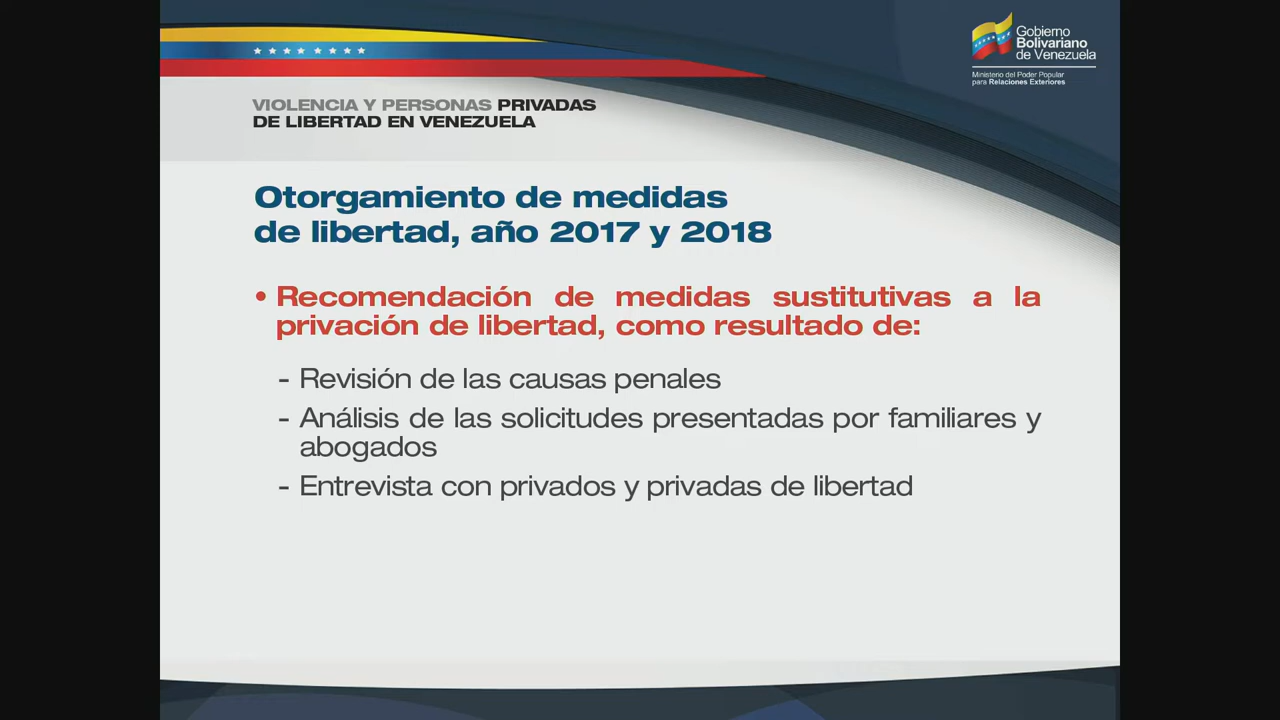 Gobierno
Bolivariano
de Venezuela
Ministerio del Poder Popular
para Relaciones Exteriores
VIOLENCIA Y PERSONAS PRIVADAS
DE LIBERTAD EN VENEZUELA
Otorgamiento de medidas
de libertad, año 2017 y 2018
• Recomendación de medidas sustitutivas a la
privación de libertad, como resultado de:
- Revisión de las causas penales
- Análisis de las solicitudes presentadas por familiares y
abogados
- Entrevista con privados y privadas de libertad